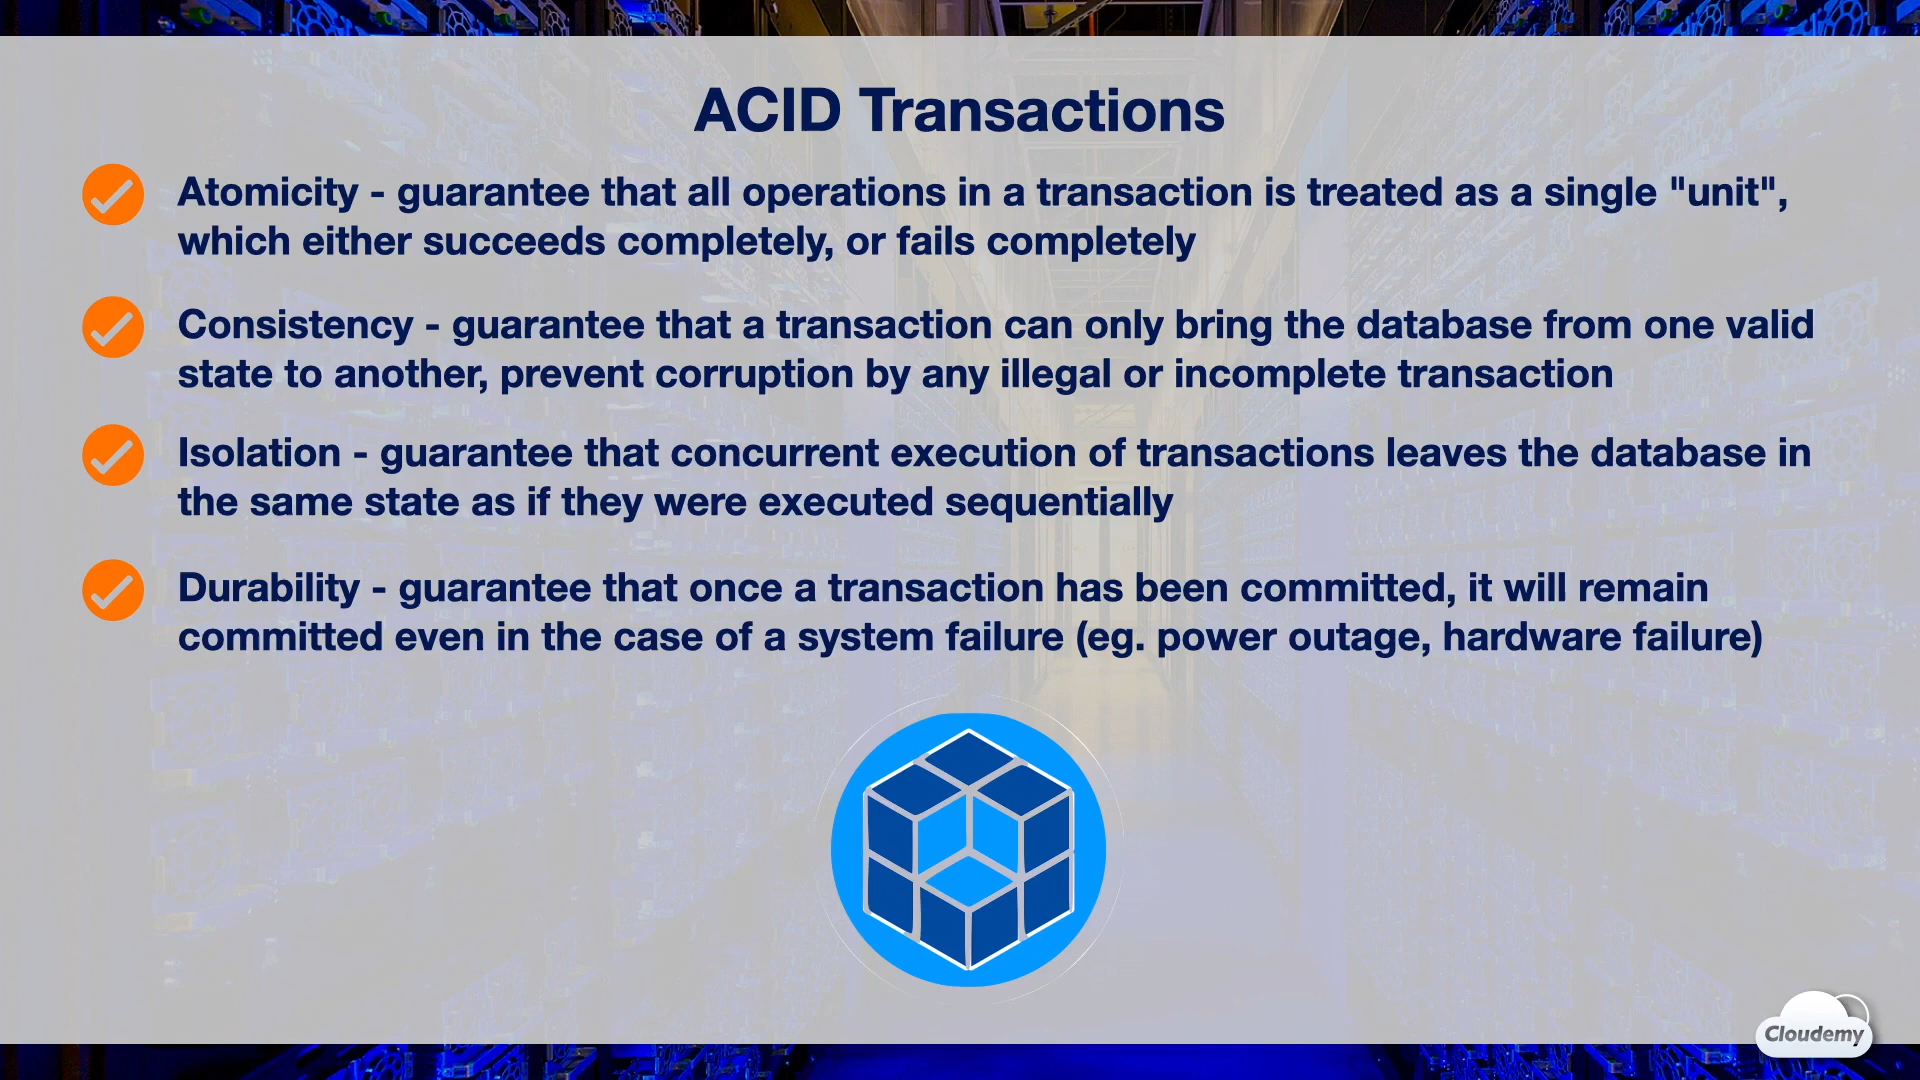 ACID Transactions
Atomicity - guarantee that all operations in a transaction is treated as a single "unit",
which either succeeds completely, or fails completely
Consistency - guarantee that a transaction can only bring the database from one valid
state to another, prevent corruption by any illegal or incomplete transaction
Isolation - guarantee that concurrent execution of transactions leaves the database in
the same state as if they were executed sequentially
Durability - guarantee that once a transaction has been committed, it will remain
committed even in the case of a system failure (eg. power outage, hardware failure)
Cloudemy